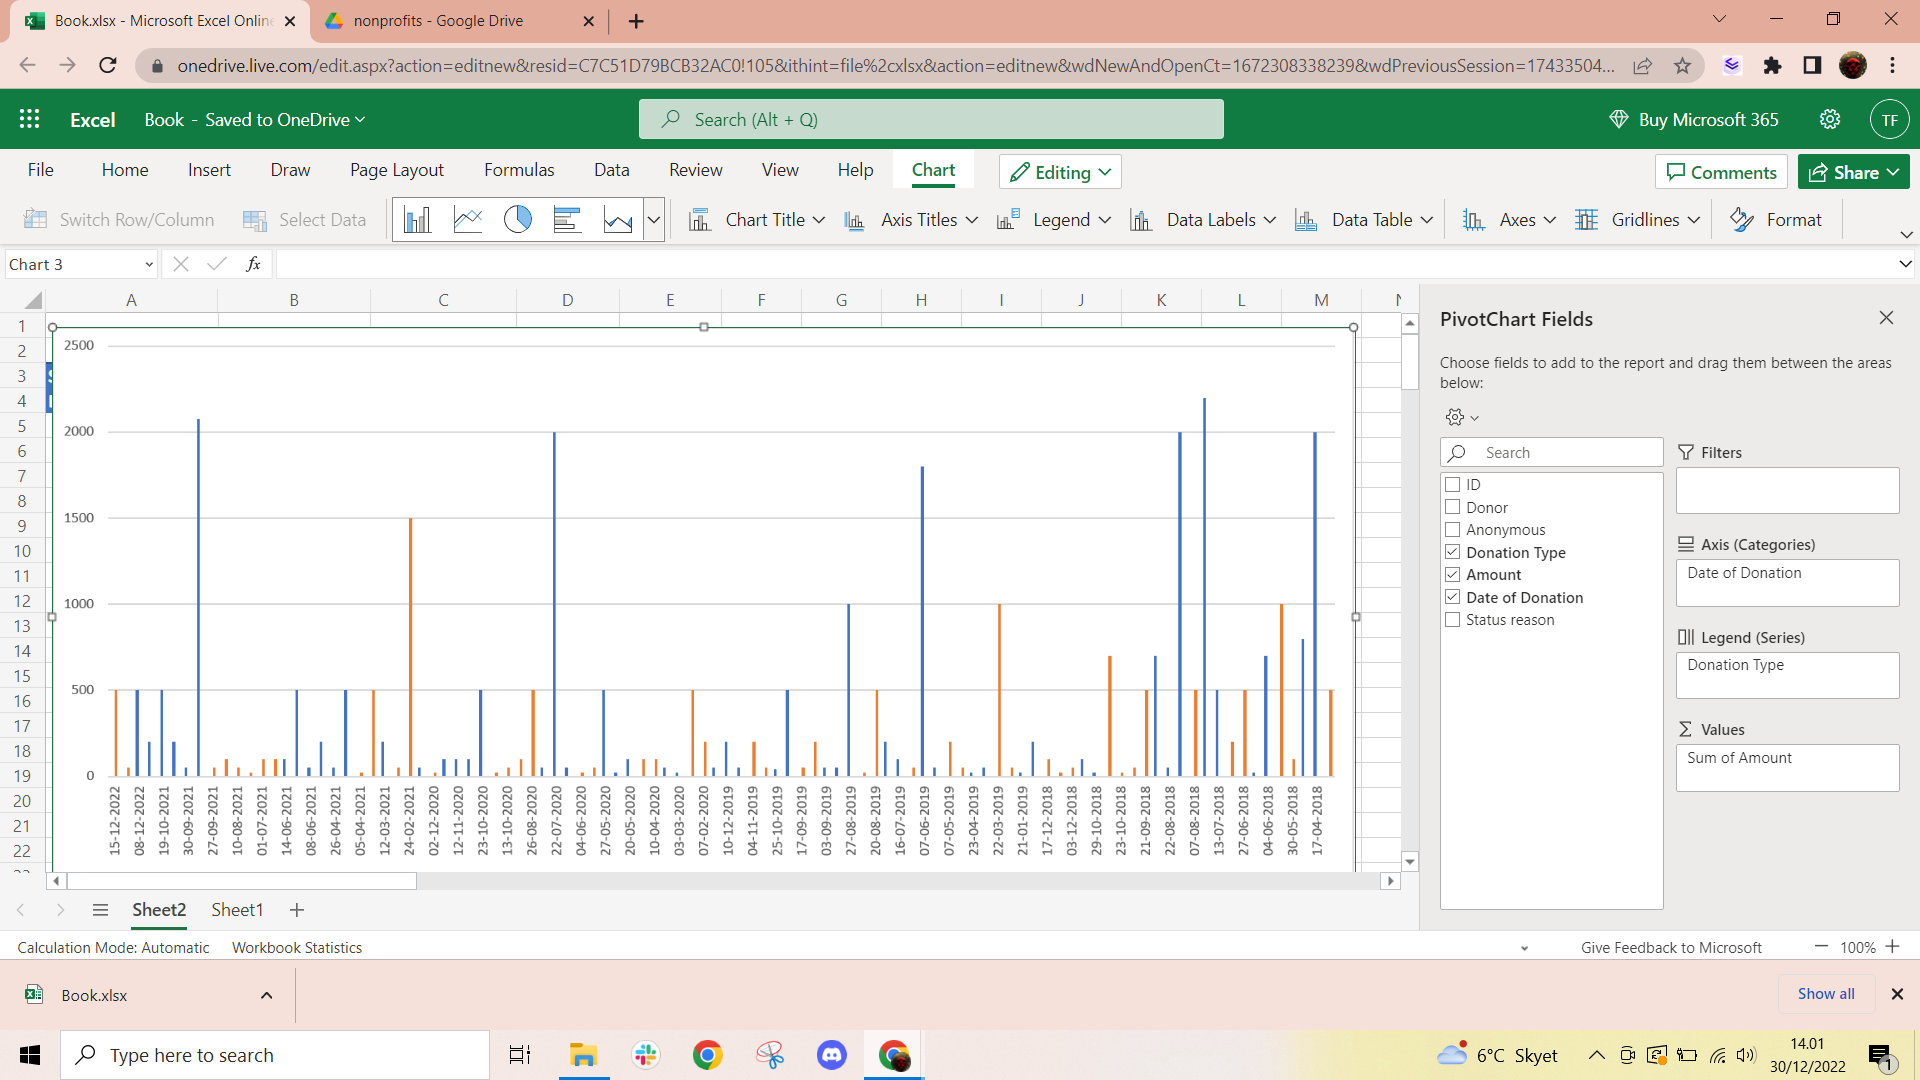 Book.xlsx - Microsoft Excel Online
nonprofits - Google Drive
onedrive.live.com/edit.aspx?action=editnew&resid=C7C51D79BCB32AC0!105&ithint=file%2cxlsx&action=editnew&wdNewAndOpenCt=1672308338239&wdPreviousSession=17433504...
Excel
Book - Saved to OneDrive
Search (Alt + Q)
Buy Microsoft 365
TF
File Home Insert Draw Page Layout Formulas Data Review View Help Chart
Editing
Comments
Share
Switch Row/Column
Select Data
Chart Title
Axis Titles
Legend
Data Labels
Data Table
Axes
Gridlines
Format
Chart 3
fx
A B C D E F G H I J K L M
1
2
3
4
5
6
7
8
9
10
11
12
13
14
15
16
17
18
19
20
21
22
2500
2000
1500
1000
500
0
15-12-2022
08-12-2022
19-10-2021
30-09-2021
27-09-2021
10-08-2021
01-07-2021
14-06-2021
08-06-2021
26-04-2021
05-04-2021
12-03-2021
24-02-2021
02-12-2020
12-11-2020
23-10-2020
13-10-2020
26-08-2020
22-07-2020
04-06-2020
27-05-2020
20-05-2020
10-04-2020
03-03-2020
07-02-2020
10-12-2019
04-11-2019
25-10-2019
17-09-2019
03-09-2019
27-08-2019
20-08-2019
16-07-2019
07-06-2019
07-05-2019
23-04-2019
22-03-2019
21-01-2019
17-12-2018
03-12-2018
29-10-2018
23-10-2018
21-08-2018
22-08-2018
07-08-2018
13-07-2018
27-06-2018
04-06-2018
30-05-2018
17-04-2018
PivotChart Fields
Choose fields to add to the report and drag them between the areas
below:
Search
ID
Donor
Anonymous
Donation Type
Amount
Date of Donation
Status reason
Filters
Axis (Categories)
Date of Donation
Legend (Series)
Donation Type
Values
Sum of Amount
Sheet2
Sheet1
Calculation Mode: Automatic
Workbook Statistics
Give Feedback to Microsoft
100%
Book.xlsx
Show all
Type here to search
6°C Skyet
14.01
30/12/2022
1